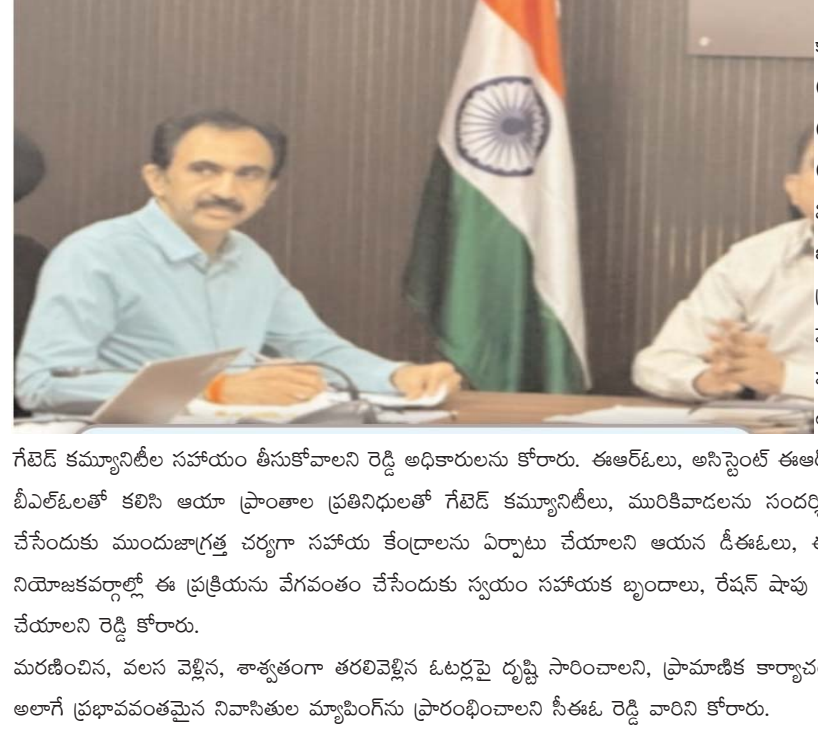 గేటెడ్ కమ్యూనిటీల సహాయం తీసుకోవాలని రెడ్డి అధికారులను కోరారు. ఈఆర్ఓలు, అసిస్టెంట్
బీఎల్ఓలతో కలిసి ఆయా ప్రాంతాల ప్రతినిధులతో గేటెడ్ కమ్యూనిటీలు, మురికివాడలను
చేసేందుకు ముందుజాగ్రత్త చర్యగా సహాయ కేంద్రాలను ఏర్పాటు చేయాలని ఆయన డీఈఓలు,
నియోజకవర్గాల్లో ఈ ప్రక్రియను వేగవంతం చేసేందుకు స్వయం సహాయక బృందాలు, రేషన్ షాపు
చేయాలని రెడ్డి కోరారు.
మరణించిన, వలస వెళ్లిన, శాశ్వతంగా తరలివెళ్లిన ఓటర్లపై దృష్టి సారించాలని, ప్రామాణిక
అలాగే ప్రభావవంతమైన నివాసితుల మ్యాపింగ్‌ను ప్రారంభించాలని సీఈఓ రెడ్డి వారిని కోరారు.